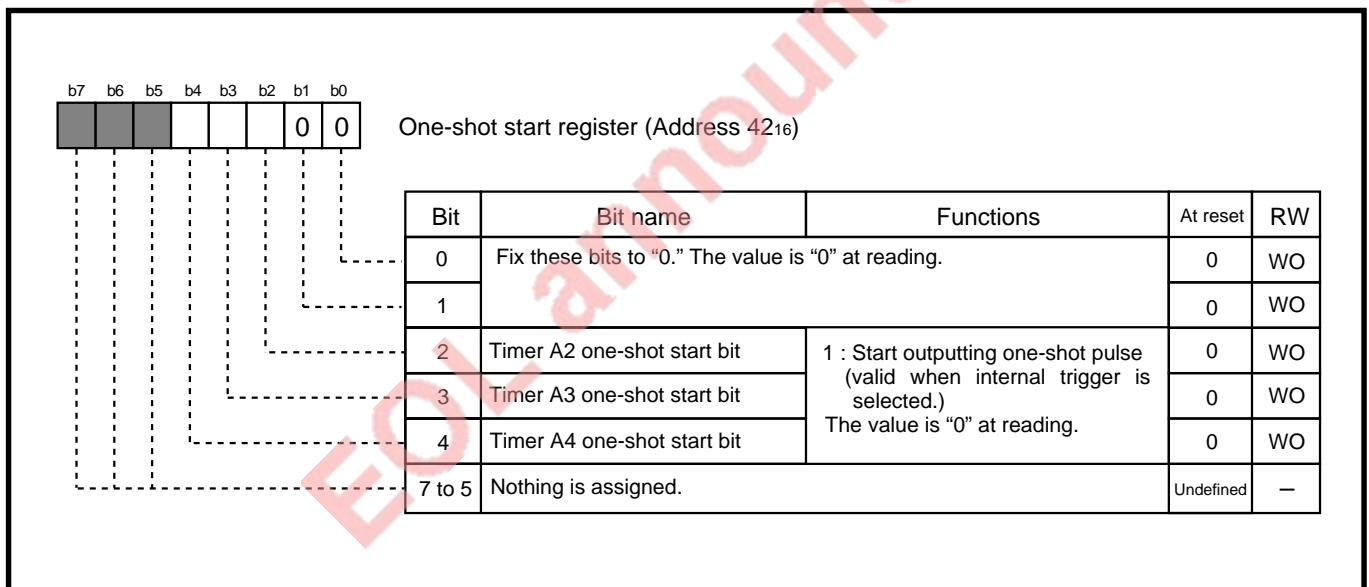 b7 b6 b5 b4 b3 b2 b1 b0
0 0
One-shot start register (Address 4216)
Bit Bit name Functions At reset RW
0 Fix these bits to “0.” The value is “0” at reading. 0 WO
1 0 WO
2 Timer A2 one-shot start bit 1 : Start outputting one-shot pulse 0 WO
(valid when internal trigger is
3 Timer A3 one-shot start bit selected.) 0 WO
The value is “0” at reading.
4 Timer A4 one-shot start bit 0 WO
7 to 5 Nothing is assigned. Undefined –
EOL announ